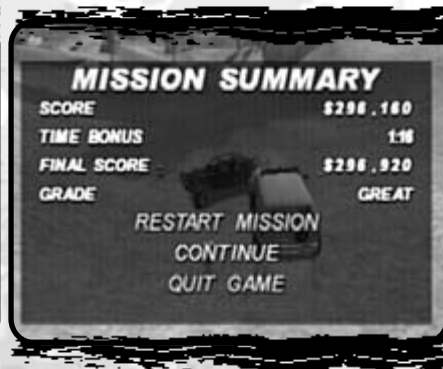 MISSION SUMMARY
SCORE $296,160
TIME BONUS 1:16
FINAL SCORE $296,920
GRADE GREAT
RESTART MISSION
CONTINUE
QUIT GAME